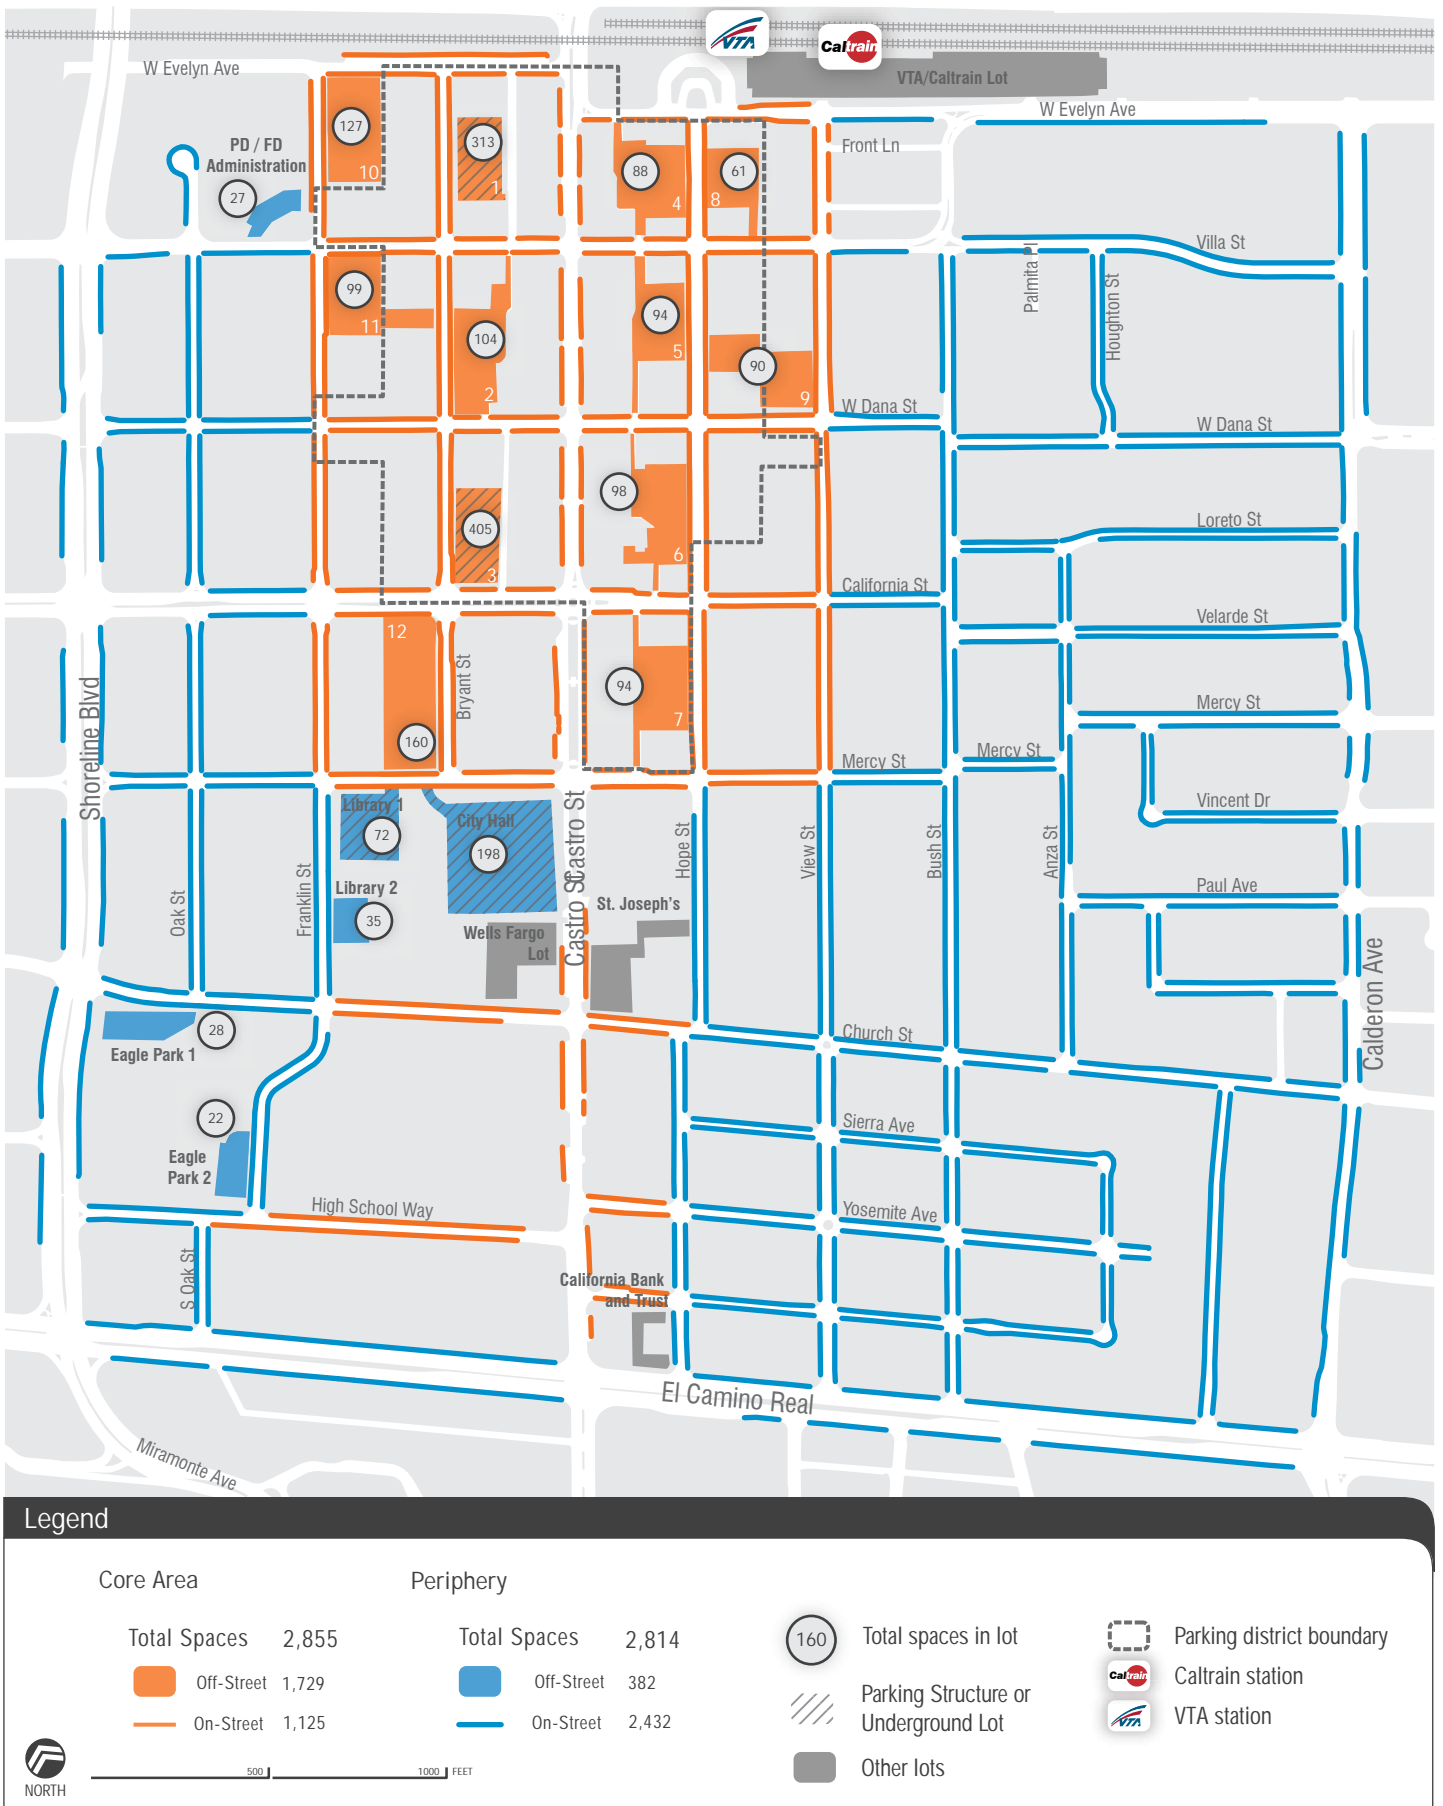 VTA
Caltrain
W Evelyn Ave
VTA/Caltrain Lot
W Evelyn Ave
127
10
313
1
PD / FD
Administration
27
88
4
61
8
Front Ln
Villa St
Palmita Pl
Houghton St
99
11
104
2
94
5
90
9
W Dana St
W Dana St
98
6
405
3
Loreto St
California St
Velarde St
12
160
Bryant St
94
7
Shoreline Blvd
Mercy St
Mercy St
Mercy St
Vincent Dr
Library 1
72
City Hall
198
Castro St
Castro St
Hope St
View St
Bush St
Anza St
Paul Ave
Library 2
35
Oak St
Franklin St
St. Joseph's
Wells Fargo
Lot
Calderon Ave
28
Eagle Park 1
Church St
22
Eagle
Park 2
Sierra Ave
High School Way
Yosemite Ave
S Oak St
California Bank
and Trust
El Camino Real
Miramonte Ave
Legend
Core Area
Total Spaces 2,855
Off-Street 1,729
On-Street 1,125
Periphery
Total Spaces 2,814
Off-Street 382
On-Street 2,432
160 Total spaces in lot
Parking Structure or
Underground Lot
Other lots
Parking district boundary
Caltrain Caltrain station
VTA VTA station
NORTH
500 1000 FEET